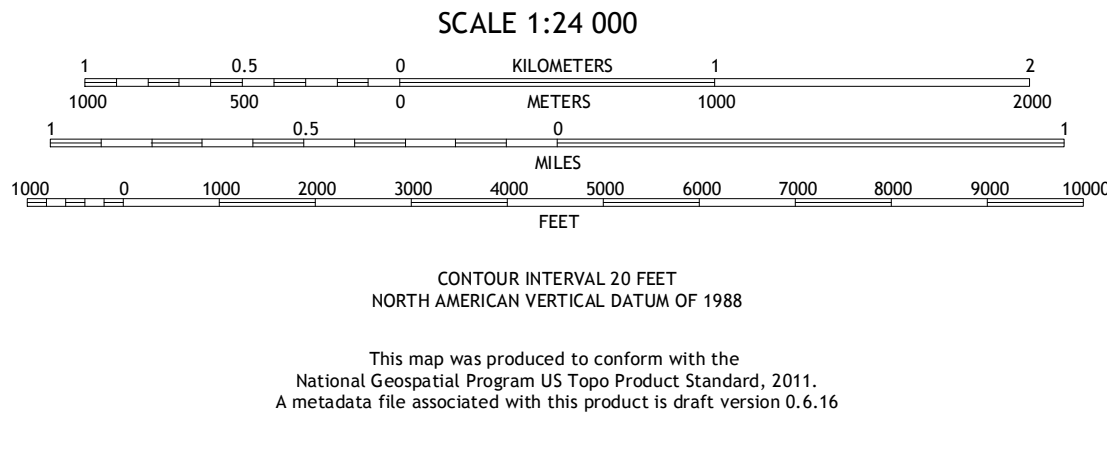 SCALE 1:24 000
1 0.5 0 KILOMETERS 1 2
1000 500 0 METERS 1000 2000
1 0.5 0 1
MILES
1000 0 1000 2000 3000 4000 5000 6000 7000 8000 9000 10000
FEET
CONTOUR INTERVAL 20 FEET
NORTH AMERICAN VERTICAL DATUM OF 1988
This map was produced to conform with the
National Geospatial Program US Topo Product Standard, 2011.
A metadata file associated with this product is draft version 0.6.16